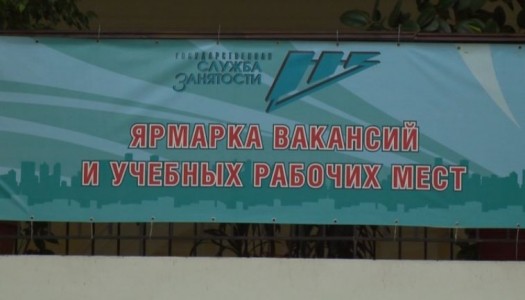 ГОСУДАРСТВЕННАЯ
СЛУЖБА
ЗАНЯТОСТИ
ЯРМАРКА ВАКАНСИЙ
И УЧЕБНЫХ РАБОЧИХ МЕСТ